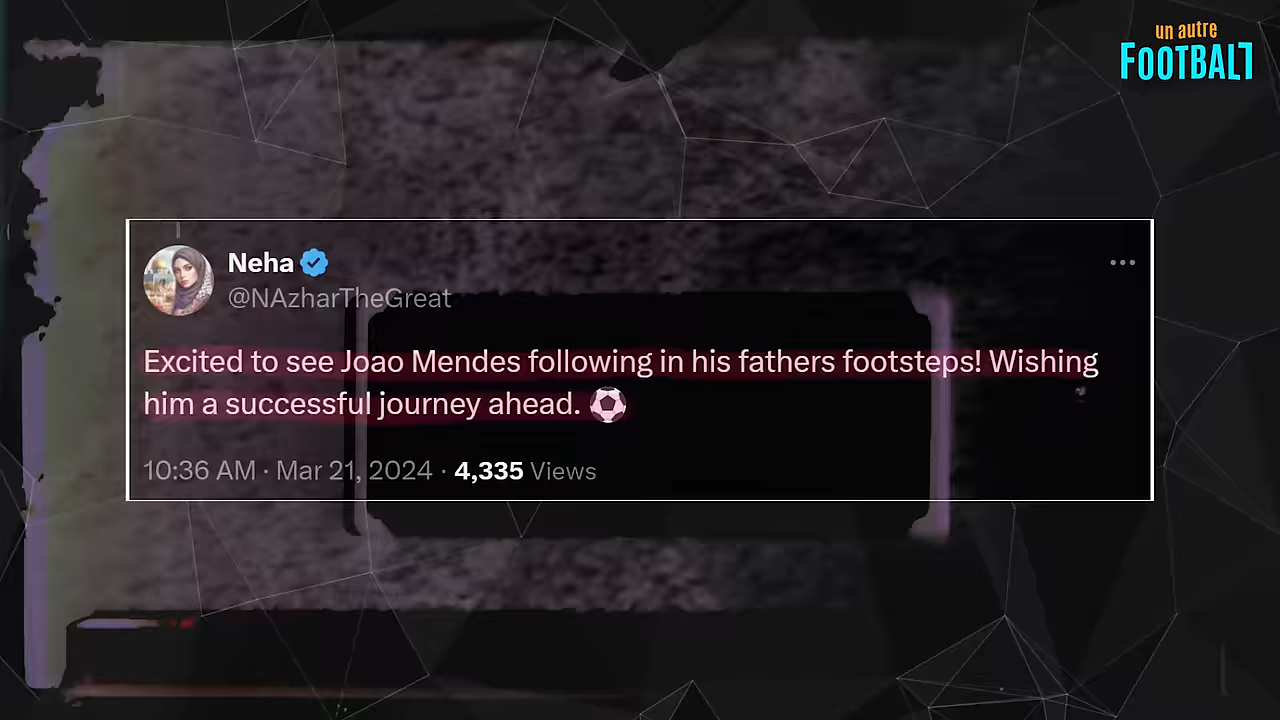 un autre
FOOTBALL
Neha
@NAzharTheGreat
Excited to see Joao Mendes following in his fathers footsteps! Wishing
him a successful journey ahead. ⚽
10:36 AM · Mar 21, 2024 · 4,335 Views